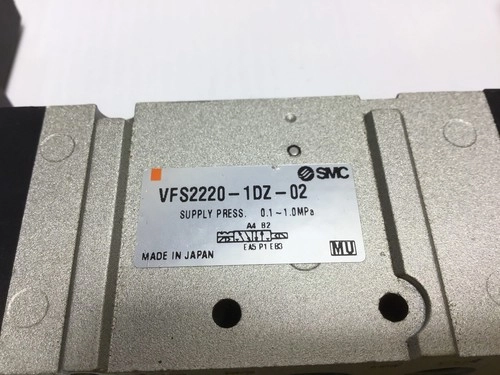 SMC
VFS2220-1DZ-02
SUPPLY PRESS. 0.1~1.0MPa
A4 B2
EA5 P1 EB3
MADE IN JAPAN
MU